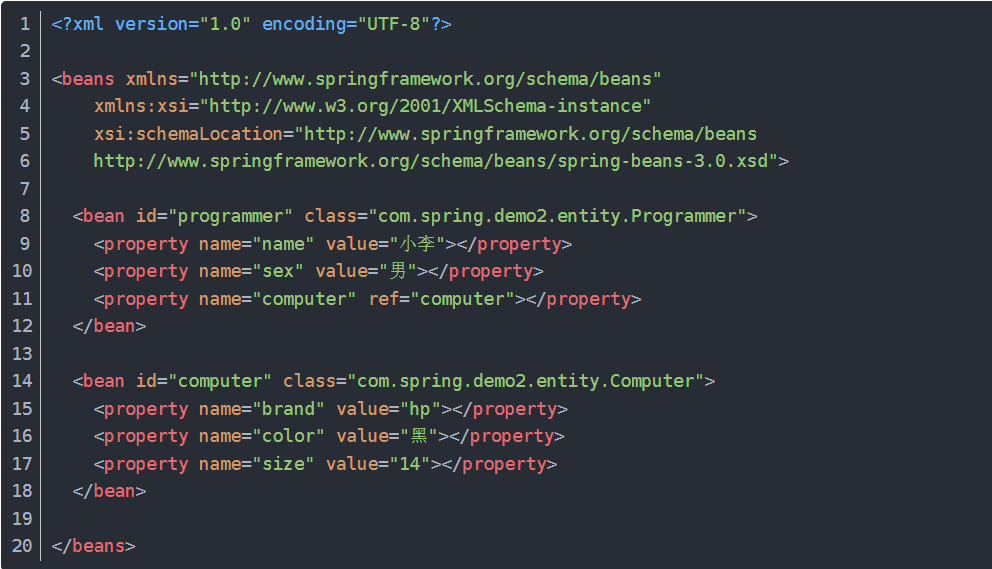 1 <?xml version="1.0" encoding="UTF-8"?>
2
3 <beans xmlns="http://www.springframework.org/schema/beans"
4     xmlns:xsi="http://www.w3.org/2001/XMLSchema-instance"
5     xsi:schemaLocation="http://www.springframework.org/schema/beans
6     http://www.springframework.org/schema/beans/spring-beans-3.0.xsd">
7
8   <bean id="programmer" class="com.spring.demo2.entity.Programmer">
9     <property name="name" value="小李"></property>
10     <property name="sex" value="男"></property>
11     <property name="computer" ref="computer"></property>
12   </bean>
13
14   <bean id="computer" class="com.spring.demo2.entity.Computer">
15     <property name="brand" value="hp"></property>
16     <property name="color" value="黑"></property>
17     <property name="size" value="14"></property>
18   </bean>
19
20 </beans>